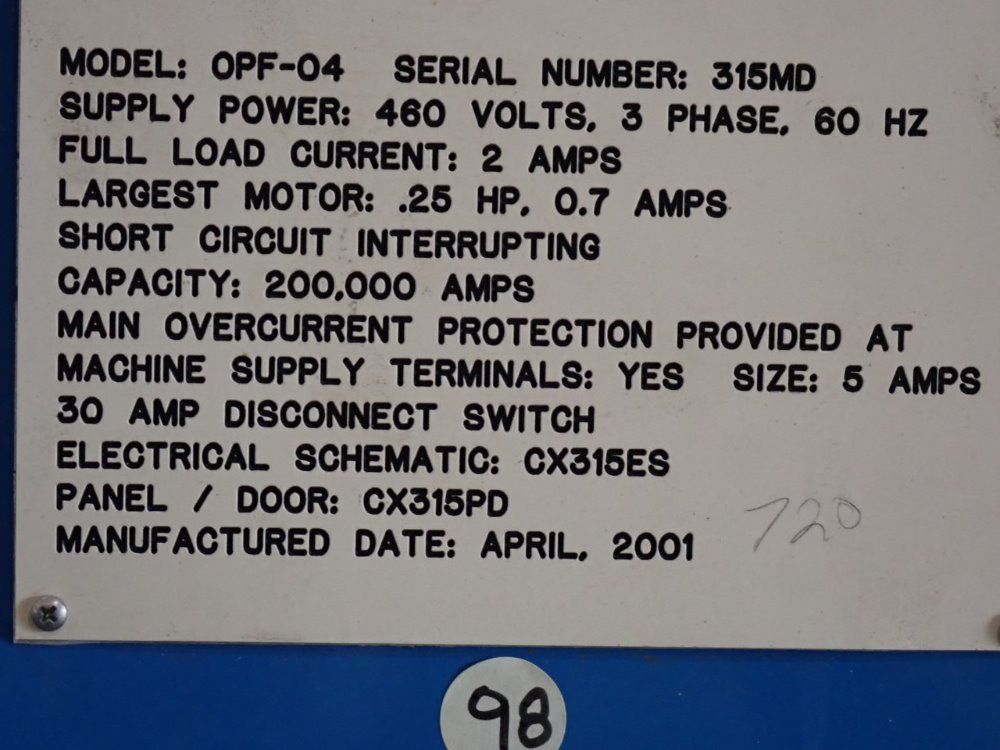 MODEL: OPF-04 SERIAL NUMBER: 315MD
SUPPLY POWER: 460 VOLTS, 3 PHASE, 60 HZ
FULL LOAD CURRENT: 2 AMPS
LARGEST MOTOR: .25 HP, 0.7 AMPS
SHORT CIRCUIT INTERRUPTING
CAPACITY: 200,000 AMPS
MAIN OVERCURRENT PROTECTION PROVIDED AT
MACHINE SUPPLY TERMINALS: YES SIZE: 5 AMPS
30 AMP DISCONNECT SWITCH
ELECTRICAL SCHEMATIC: CX315ES
PANEL / DOOR: CX315PD
MANUFACTURED DATE: APRIL, 2001
720
98